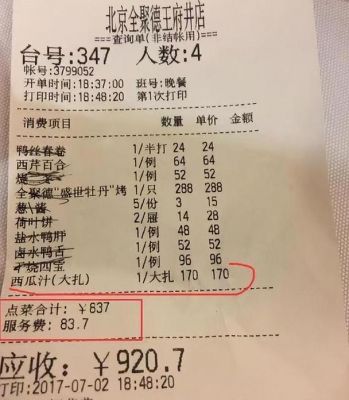 北京全聚德王府井店
===查询单(非结帐用)===
台号:347 人数:4
帐号:3799052
开单时间:18:37:00 班号:晚餐
打印时间:18:48:20 第1次打印
消费项目 数量 单价 金额
鸭丝春卷 1/半打 24 24
西芹百合 1/例 64 64
1/例 52 52
全聚德"盛世牡丹"烤 1/只 288 288
葱\酱 5/份 3 15
荷叶饼 2/屉 14 28
盐水鸭肝 1/例 48 48
卤水鸭舌 1/例 52 52
烧四宝 1/例 96 96
西瓜汁(大扎) 1/大扎 170 170
点菜合计: ￥837
服务费: 83.7
应收: ￥920.7
打印:2017-07-02 18:48:20